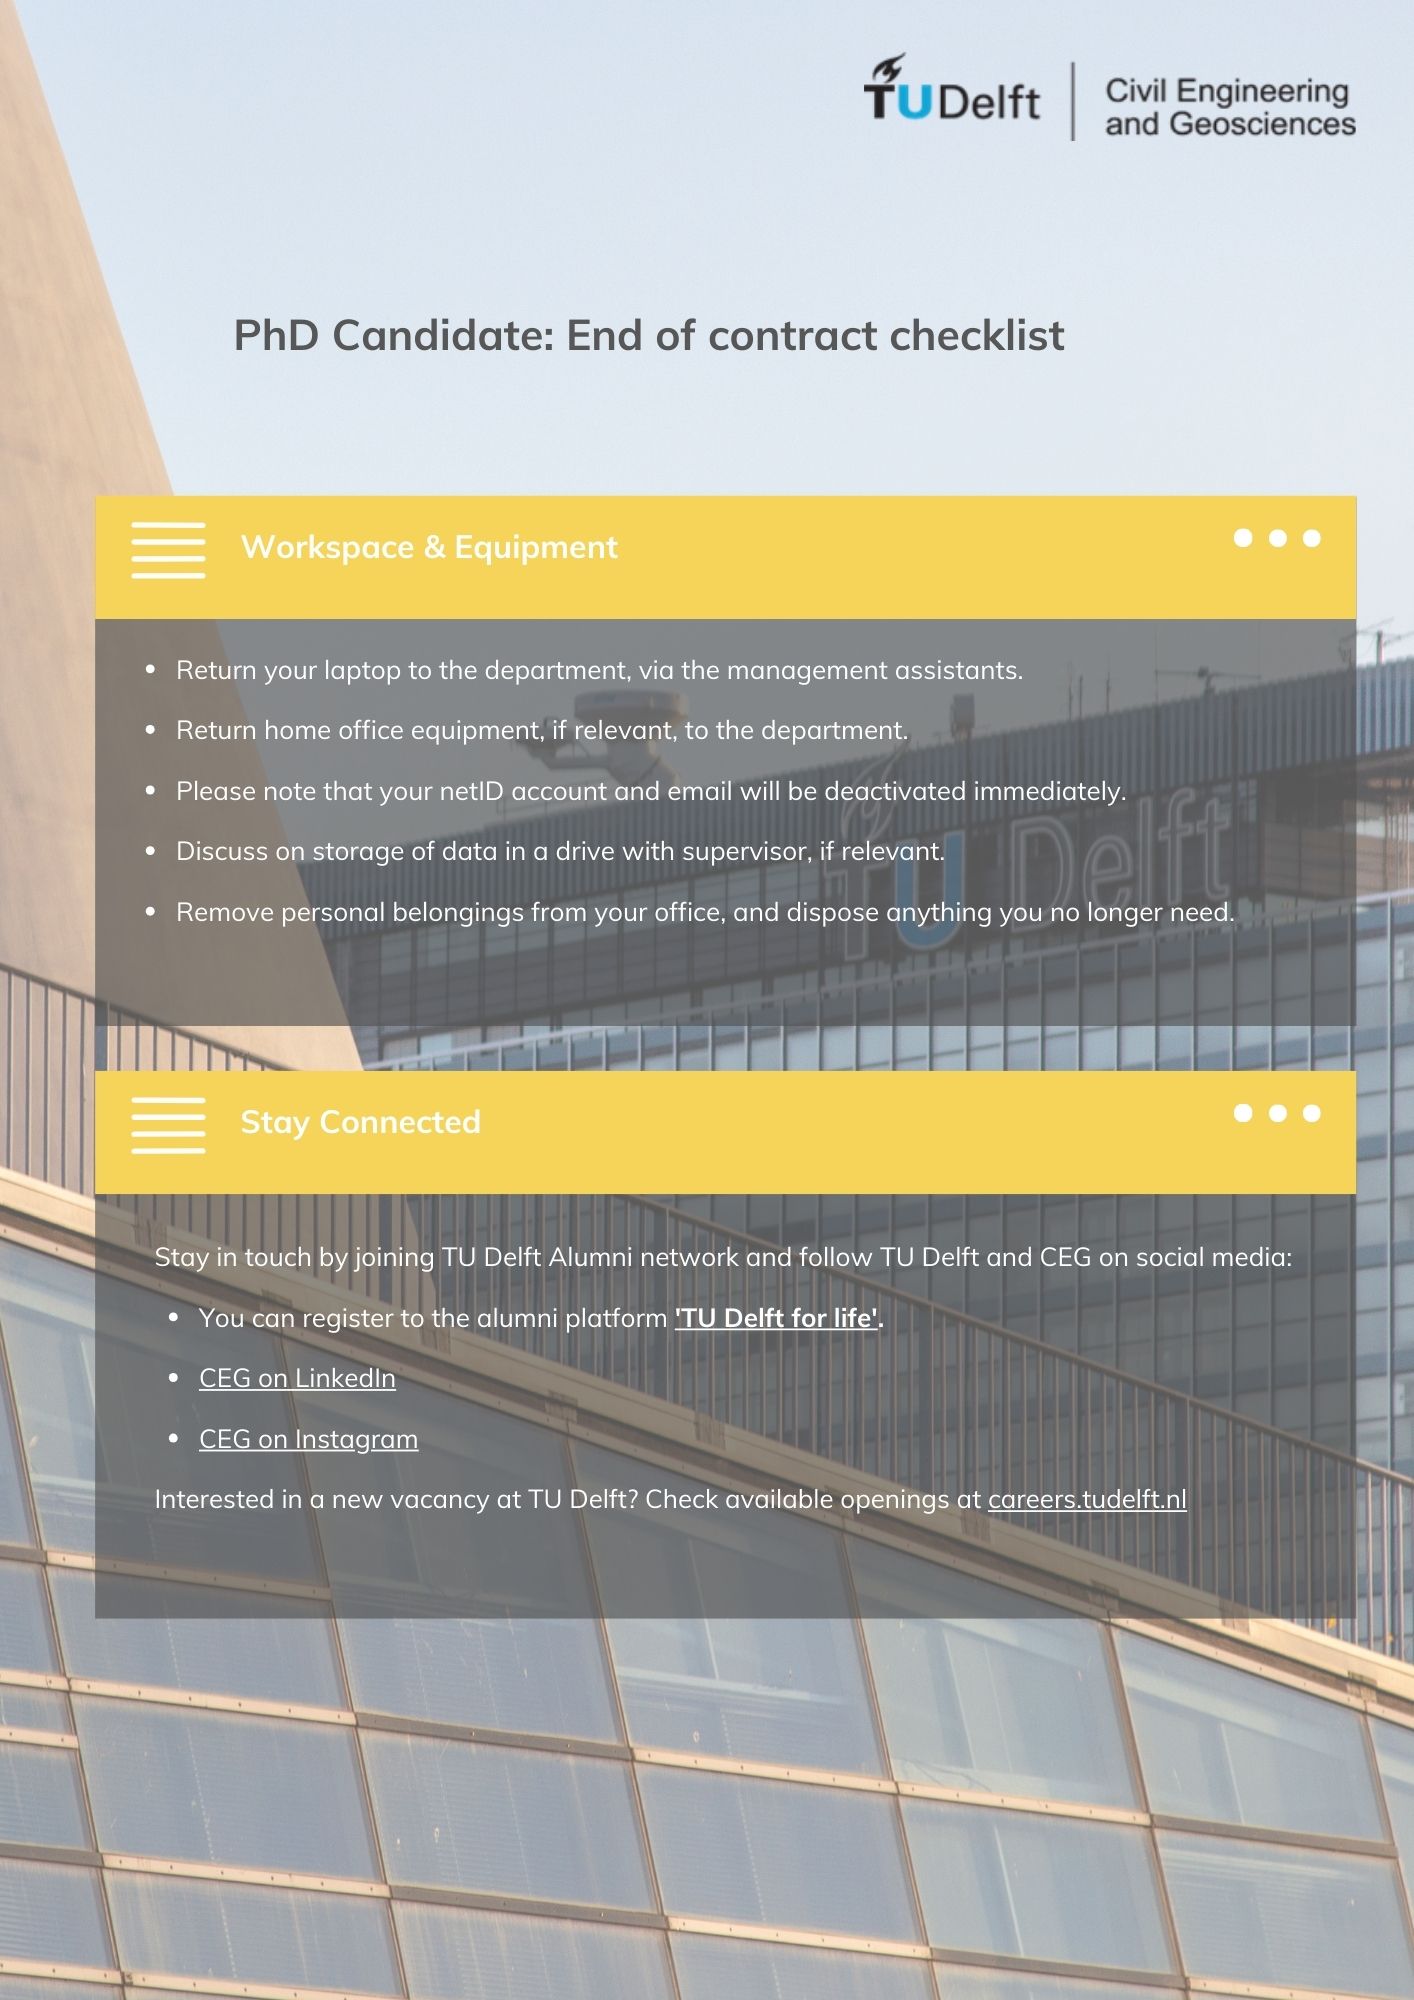 TU Delft
Civil Engineering
and Geosciences
PhD Candidate: End of contract checklist
Workspace & Equipment
• Return your laptop to the department, via the management assistants.
• Return home office equipment, if relevant, to the department.
• Please note that your netID account and email will be deactivated immediately.
• Discuss on storage of data in a drive with supervisor, if relevant.
• Remove personal belongings from your office, and dispose anything you no longer need.
TU Delft
Stay Connected
Stay in touch by joining TU Delft Alumni network and follow TU Delft and CEG on social media:
• You can register to the alumni platform 'TU Delft for life'.
• CEG on LinkedIn
• CEG on Instagram
Interested in a new vacancy at TU Delft? Check available openings at careers.tudelft.nl